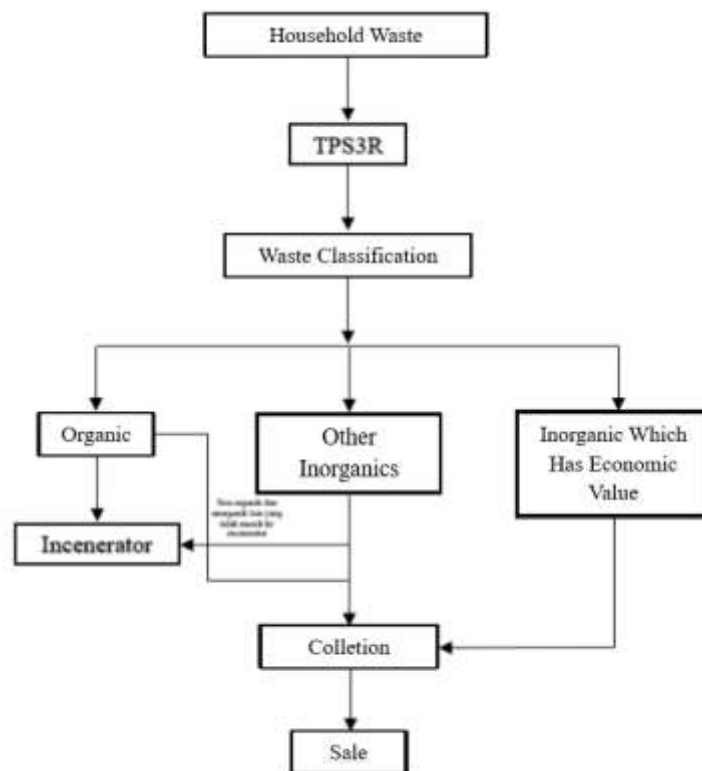 Household Waste
TPS3R
Waste Classification
Organic
Other
Inorganics
Inorganic Which
Has Economic
Value
Incenerator
Colletion
Sale